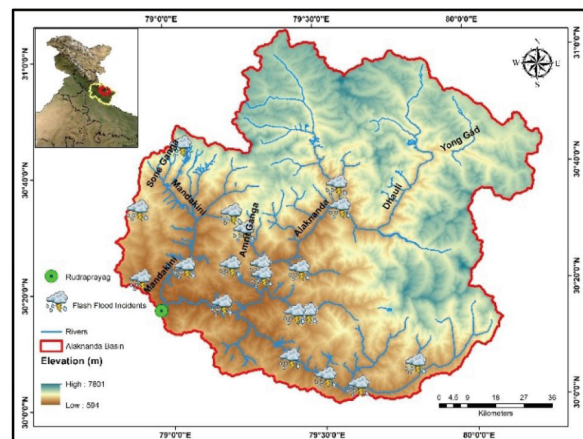 79°0'0"E
79°30'0"E
80°0'0"E
31°0'0"N
30°40'0"N
30°20'0"N
30°0'0"N
N
W
E
S
Sone Ganga
Mandakini
Mandakini
Amrit Ganga
Alaknanda
Dhauli
Yong Gad
Rudraprayag
Flash Flood Incidents
Rivers
Alaknanda Basin
Elevation (m)
High : 7801
Low : 594
0 4.5 9 18 27 36
Kilometers
79°0'0"E
79°30'0"E
80°0'0"E